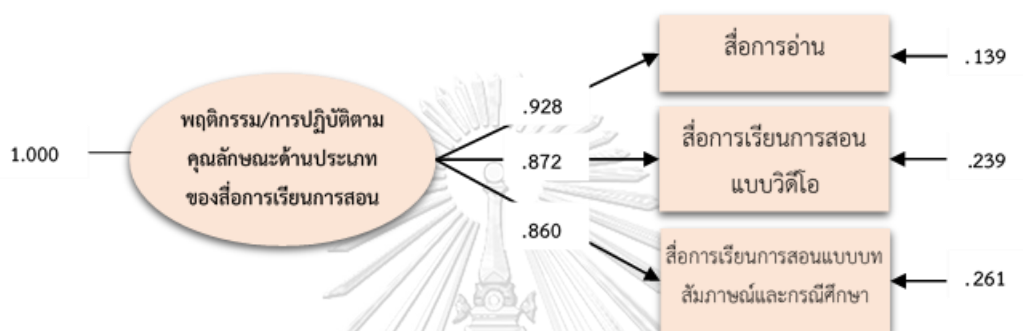 สื่อการอ่าน
.139
.928
พฤติกรรม/การปฏิบัติตาม
คุณลักษณะด้านประเภท
ของสื่อการเรียนการสอน
1.000
สื่อการเรียนการสอน
แบบวิดีโอ
.872
.239
.860
สื่อการเรียนการสอนแบบบท
สัมภาษณ์และกรณีศึกษา
.261